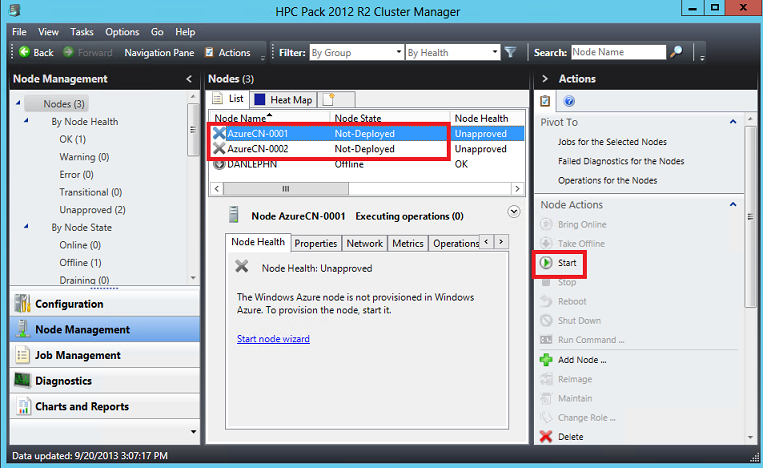 HPC Pack 2012 R2 Cluster Manager
File View Tasks Options Go Help
Back Forward Navigation Pane Actions Filter: By Group By Health Search: Node Name
Node Management
Nodes (3)
By Node Health
OK (1)
Warning (0)
Error (0)
Transitional (0)
Unapproved (2)
By Node State
Online (0)
Offline (1)
Draining (0)
Configuration
Node Management
Job Management
Diagnostics
Charts and Reports
Nodes (3)
List Heat Map
Node Name Node State Node Health
AzureCN-0001 Not-Deployed Unapproved
AzureCN-0002 Not-Deployed Unapproved
DANLEPHN Offline OK
Node AzureCN-0001 Executing operations (0)
Node Health Properties Network Metrics Operations
Node Health: Unapproved
The Windows Azure node is not provisioned in Windows
Azure. To provision the node, start it.
Start node wizard
Actions
Pivot To
Jobs for the Selected Nodes
Failed Diagnostics for the Nodes
Operations for the Nodes
Node Actions
Bring Online
Take Offline
Start
Stop
Reboot
Shut Down
Run Command ...
Add Node ...
Reimage
Maintain
Change Role ...
Delete
Data updated: 9/20/2013 3:07:17 PM